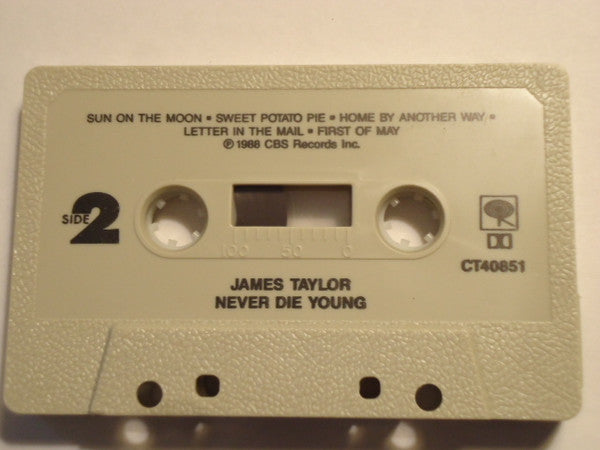 SUN ON THE MOON • SWEET POTATO PIE • HOME BY ANOTHER WAY •
LETTER IN THE MAIL • FIRST OF MAY
℗ 1988 CBS Records Inc.
SIDE 2
100 50 0
CT40851
JAMES TAYLOR
NEVER DIE YOUNG